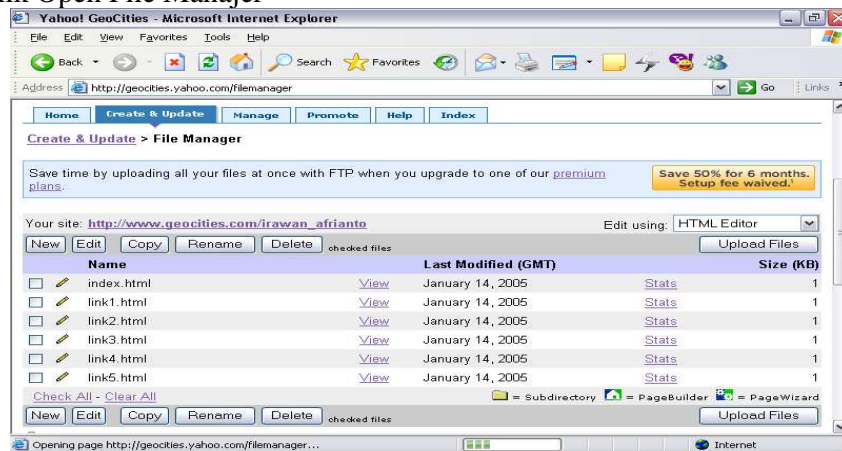 ink Open File Manajer
Yahoo! GeoCities - Microsoft Internet Explorer
File Edit View Favorites Tools Help
Back Search Favorites
Address http://geocities.yahoo.com/filemanager Go Links
Home Create & Update Manage Promote Help Index
Create & Update > File Manager
Save time by uploading all your files at once with FTP when you upgrade to one of our premium plans.
Save 50% for 6 months.
Setup fee waived.¹
Your site: http://www.geocities.com/irawan_afrianto Edit using: HTML Editor
New Edit Copy Rename Delete checked files Upload Files
Name Last Modified (GMT) Size (KB)
index.html View January 14, 2005 Stats 1
link1.html View January 14, 2005 Stats 1
link2.html View January 14, 2005 Stats 1
link3.html View January 14, 2005 Stats 1
link4.html View January 14, 2005 Stats 1
link5.html View January 14, 2005 Stats 1
Check All - Clear All = Subdirectory = PageBuilder = PageWizard
New Edit Copy Rename Delete checked files Upload Files
Opening page http://geocities.yahoo.com/filemanager... Internet